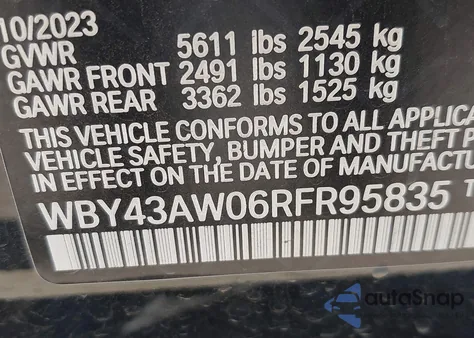 10/2023
GVWR 5611 lbs 2545 kg
GAWR FRONT 2491 lbs 1130 kg
GAWR REAR 3362 lbs 1525 kg
THIS VEHICLE CONFORMS TO ALL APPLICA
VEHICLE SAFETY, BUMPER AND THEFT P
EFFECT ON THE DATE OF MANUFACTU
WBY43AW06RFR95835 T
autoSnap